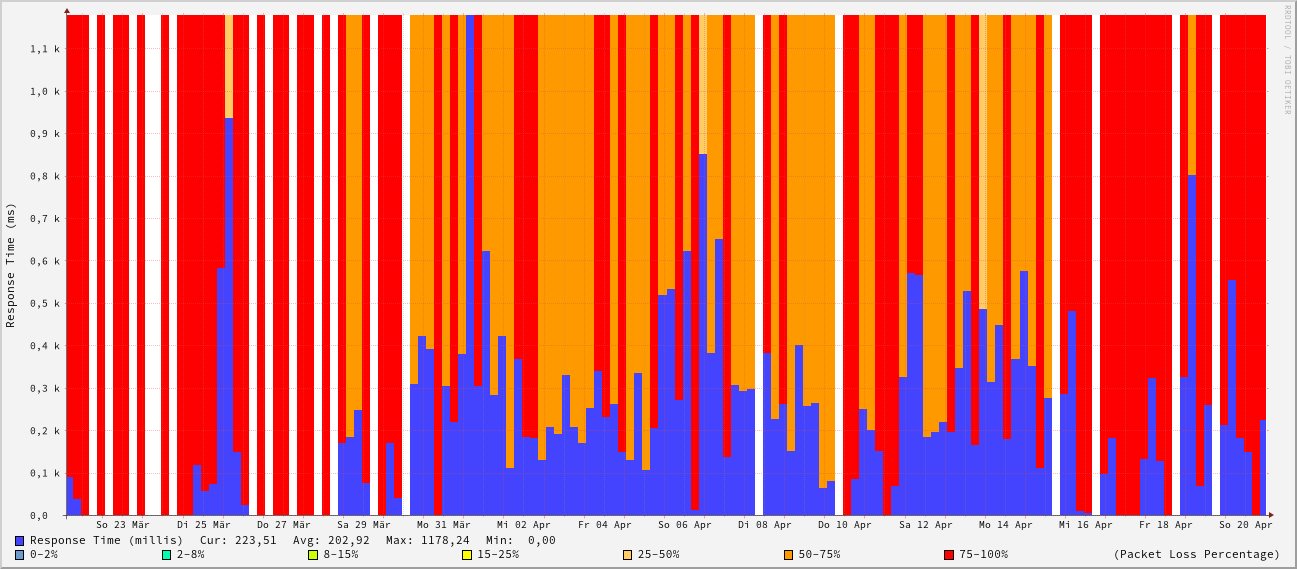 RRDTOOL / TOBI OETIKER
Response Time (ms)
1,1 k
1,0 k
0,9 k
0,8 k
0,7 k
0,6 k
0,5 k
0,4 k
0,3 k
0,2 k
0,1 k
0,0
So 23 Mär Di 25 Mär Do 27 Mär Sa 29 Mär Mo 31 Mär Mi 02 Apr Fr 04 Apr So 06 Apr Di 08 Apr Do 10 Apr Sa 12 Apr Mo 14 Apr Mi 16 Apr Fr 18 Apr So 20 Apr
Response Time (millis) Cur: 223,51 Avg: 202,92 Max: 1178,24 Min: 0,00
0-2% 2-8% 8-15% 15-25% 25-50% 50-75% 75-100% (Packet Loss Percentage)